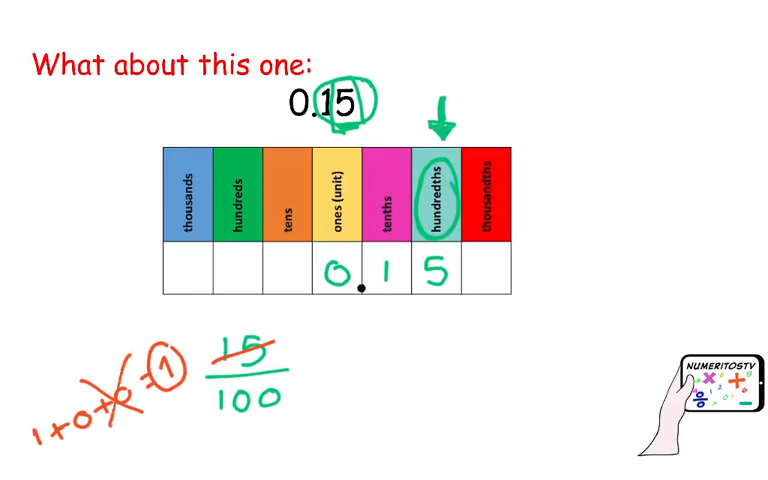 What about this one:
0.15
thousands hundreds tens ones (unit) tenths hundredths thousandths
0.15
15
100
1+0+0=1
NUMERITOSTV